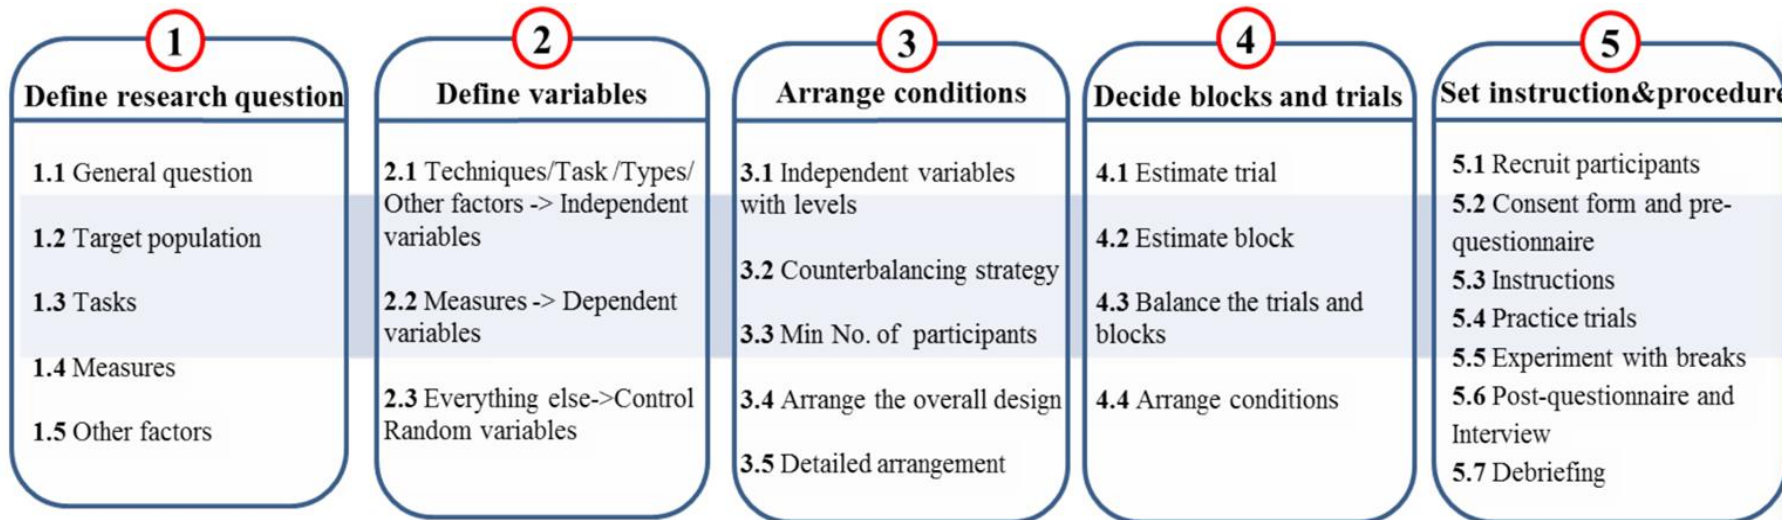 1
Define research question
1.1 General question
1.2 Target population
1.3 Tasks
1.4 Measures
1.5 Other factors
2
Define variables
2.1 Techniques/Task /Types/
Other factors -> Independent
variables
2.2 Measures -> Dependent
variables
2.3 Everything else->Control
Random variables
3
Arrange conditions
3.1 Independent variables
with levels
3.2 Counterbalancing strategy
3.3 Min No. of participants
3.4 Arrange the overall design
3.5 Detailed arrangement
4
Decide blocks and trials
4.1 Estimate trial
4.2 Estimate block
4.3 Balance the trials and
blocks
4.4 Arrange conditions
5
Set instruction&procedure
5.1 Recruit participants
5.2 Consent form and pre-
questionnaire
5.3 Instructions
5.4 Practice trials
5.5 Experiment with breaks
5.6 Post-questionnaire and
Interview
5.7 Debriefing